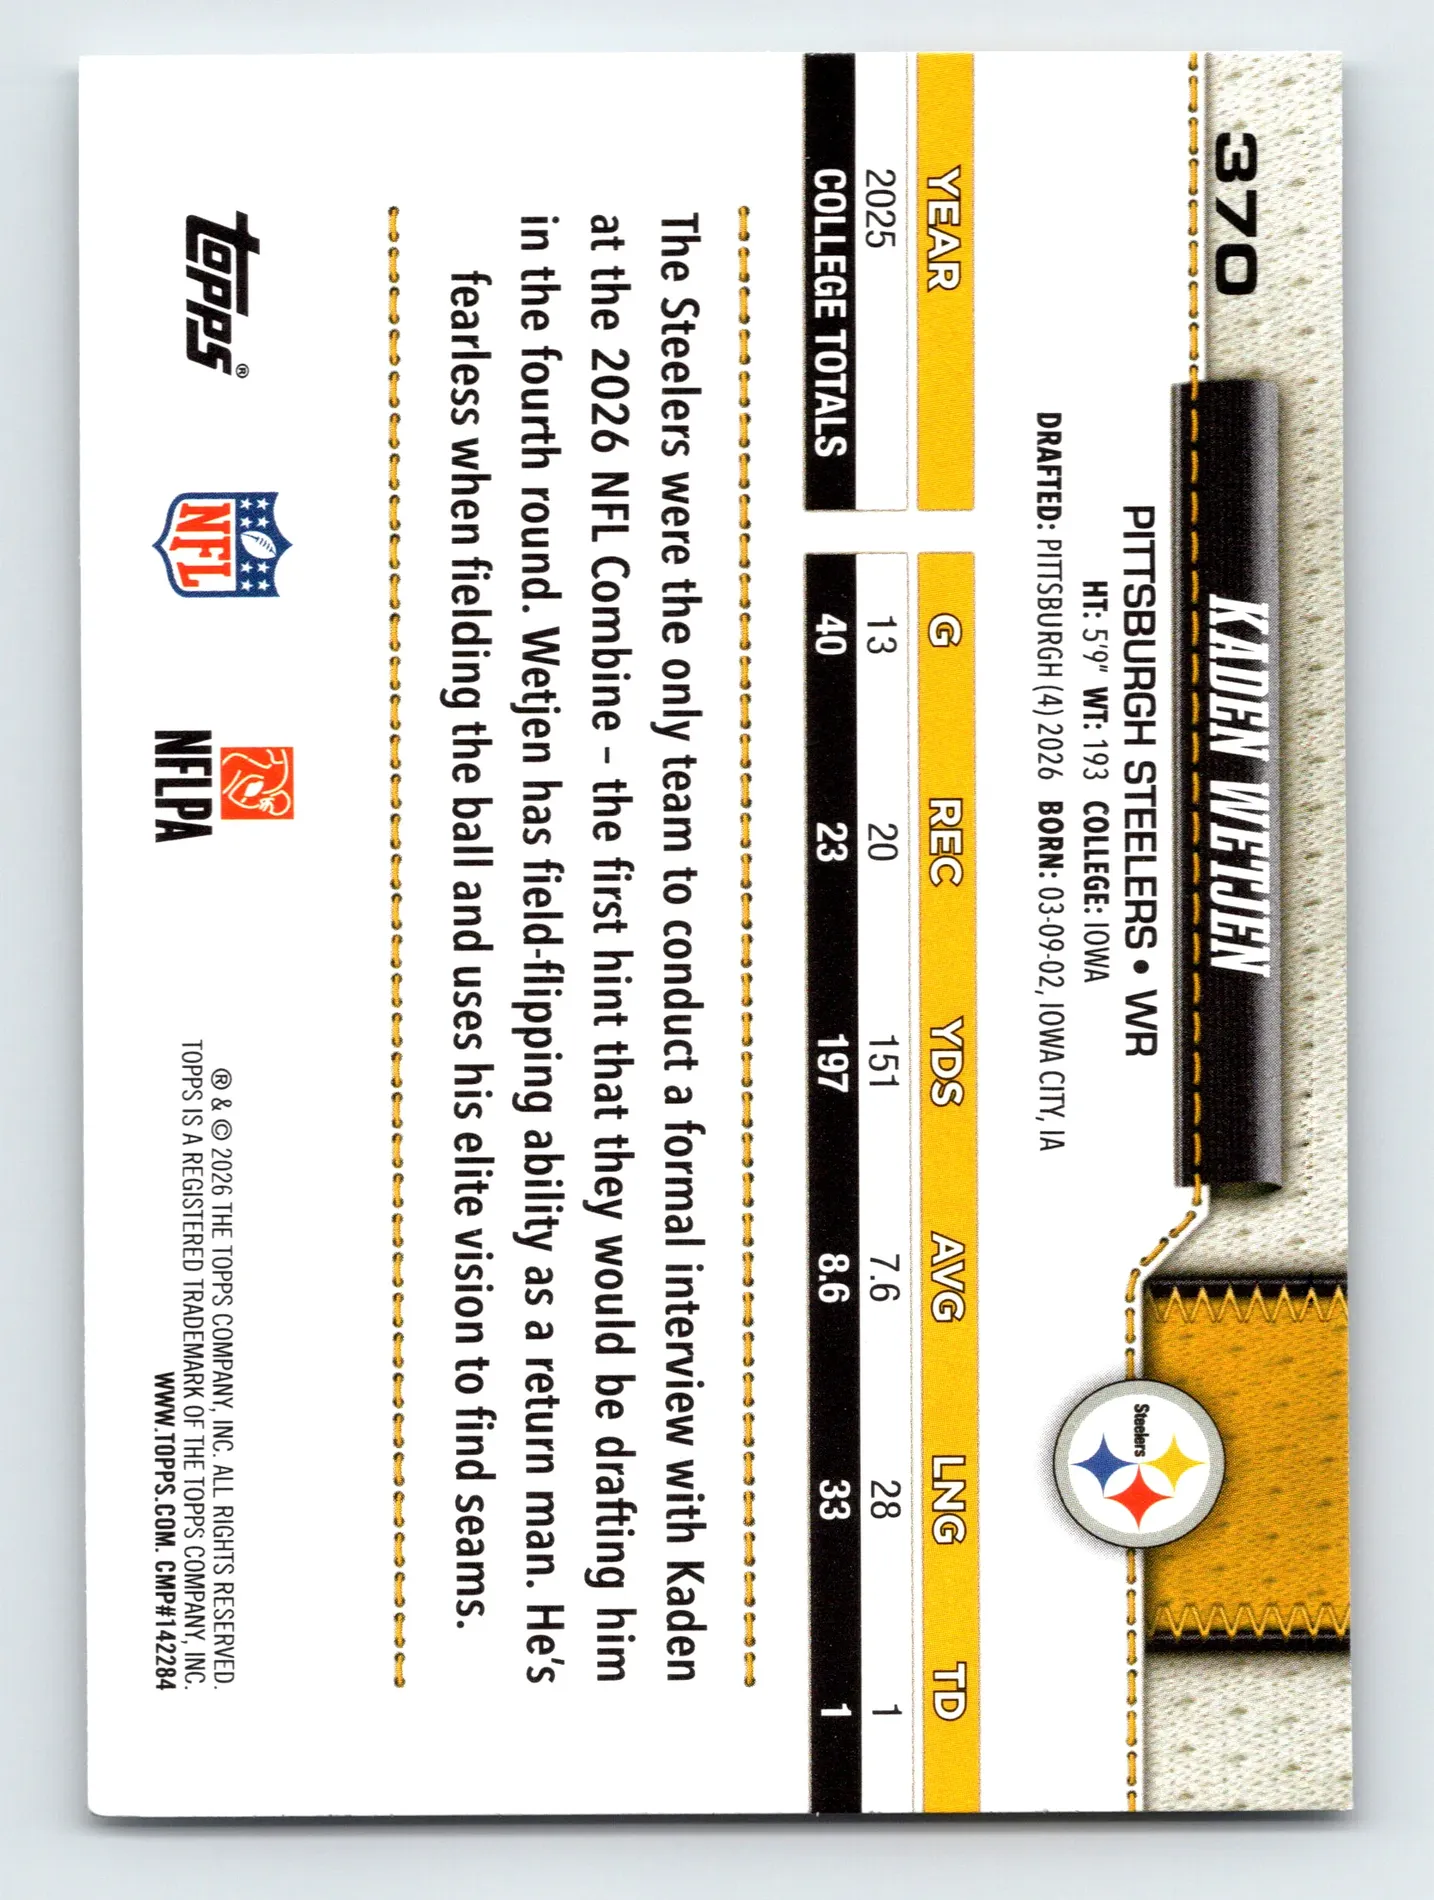 370
KADEN WETJEN
PITTSBURGH STEELERS • WR
HT: 5'9" WT: 193 COLLEGE: IOWA
DRAFTED: PITTSBURGH (4) 2026 BORN: 03-09-02, IOWA CITY, IA
Steelers
YEAR G REC YDS AVG LNG TD
2025 13 20 151 7.6 28 1
COLLEGE TOTALS 40 23 197 8.6 33 1
The Steelers were the only team to conduct a formal interview with Kaden
at the 2026 NFL Combine – the first hint that they would be drafting him
in the fourth round. Wetjen has field-flipping ability as a return man. He's
fearless when fielding the ball and uses his elite vision to find seams.
topps®
NFL
NFLPA
® & © 2026 THE TOPPS COMPANY, INC. ALL RIGHTS RESERVED.
TOPPS IS A REGISTERED TRADEMARK OF THE TOPPS COMPANY, INC.
WWW.TOPPS.COM. CMP#142284